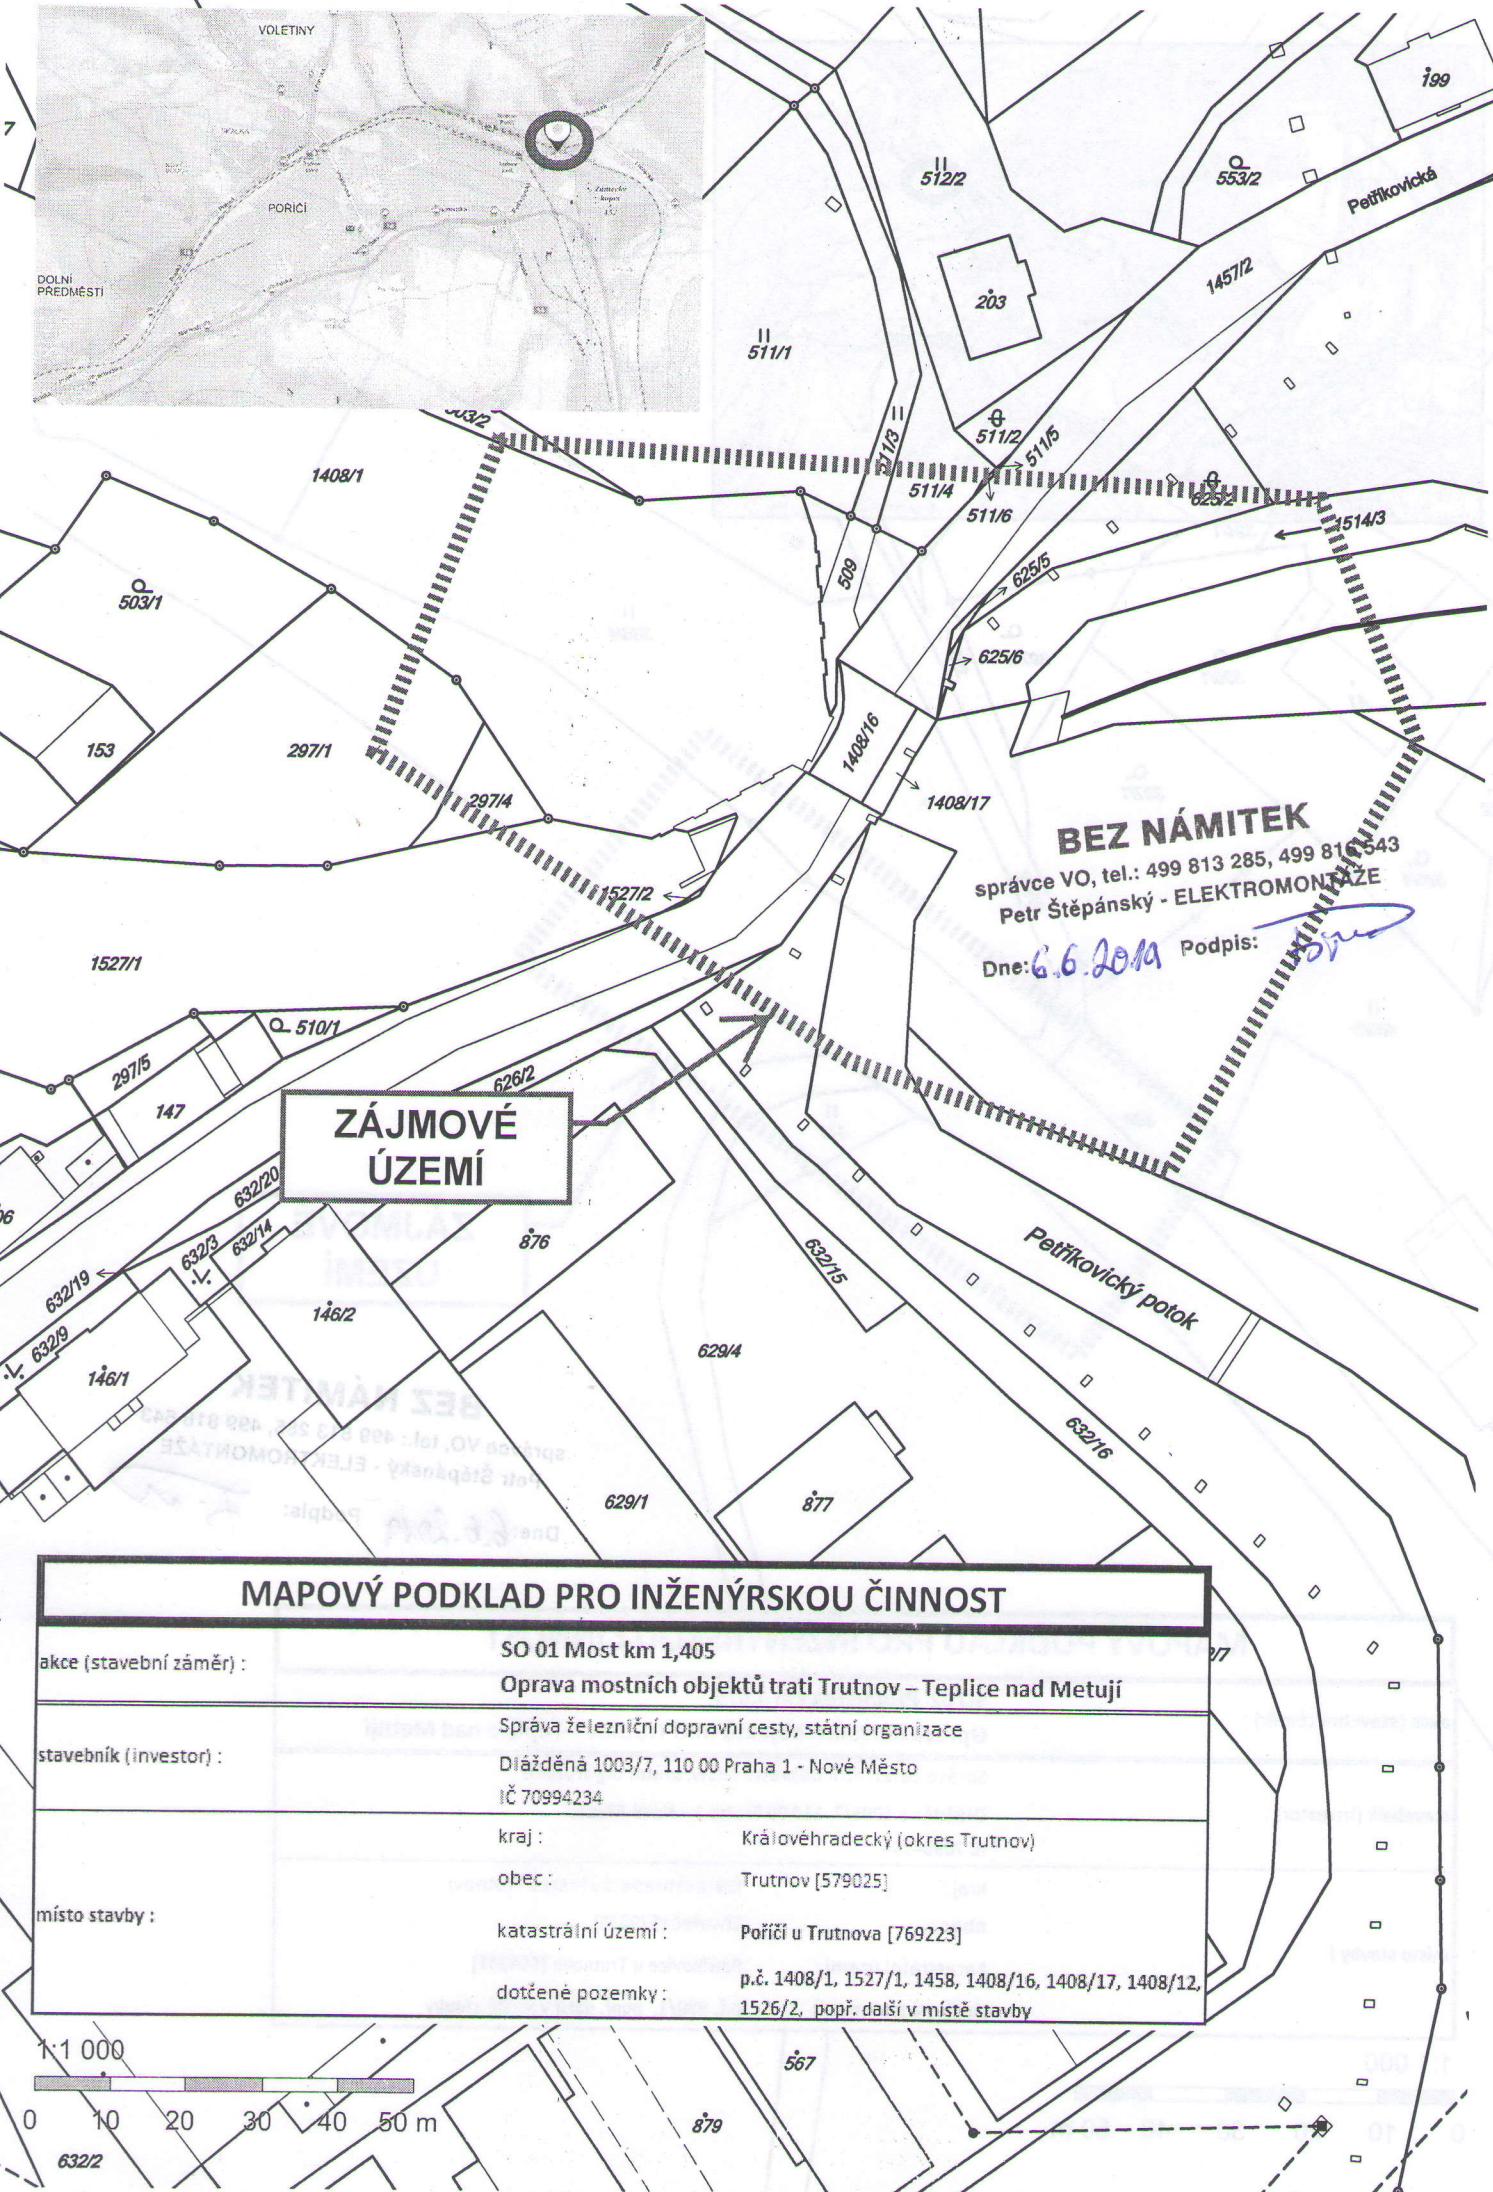 VOLETINY
POŘÍČÍ
DOLNÍ
PŘEDMĚSTÍ
Zámecký
kopec
7
199
512/2
553/2
Petříkovická
203
1457/2
511/1
503/2
511/3
511/2
511/5
1408/1
511/4
511/6
625/2
1514/3
509
625/5
503/1
625/6
153
297/1
1408/16
297/4
1408/17
BEZ NÁMITEK
správce VO, tel.: 499 813 285, 499 816 543
Petr Štěpánský - ELEKTROMONTÁŽE
Dne: 6.6.2019 Podpis:
1527/2
1527/1
510/1
297/5
147
626/2
ZÁJMOVÉ
ÚZEMÍ
632/20
632/14
632/3
876
632/15
632/19
146/2
Petříkovický potok
632/9
629/4
146/1
632/16
629/1
877
MAPOVÝ PODKLAD PRO INŽENÝRSKOU ČINNOST
akce (stavební záměr) :
SO 01 Most km 1,405
Oprava mostních objektů trati Trutnov – Teplice nad Metují
stavebník (investor) :
Správa železniční dopravní cesty, státní organizace
Dlážděná 1003/7, 110 00 Praha 1 - Nové Město
IČ 70994234
místo stavby :
kraj : Královéhradecký (okres Trutnov)
obec : Trutnov [579025]
katastrální území : Poříčí u Trutnova [769223]
dotčené pozemky : p.č. 1408/1, 1527/1, 1458, 1408/16, 1408/17, 1408/12,
1526/2, popř. další v místě stavby
1:1 000
0 10 20 30 40 50 m
567
879
632/2